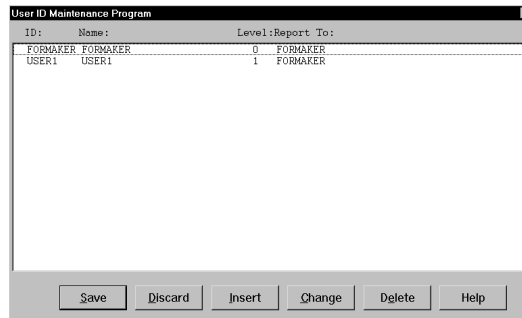 User ID Maintenance Program
ID: Name: Level: Report To:
FORMAKER FORMAKER 0 FORMAKER
USER1 USER1 1 FORMAKER
Save Discard Insert Change Delete Help